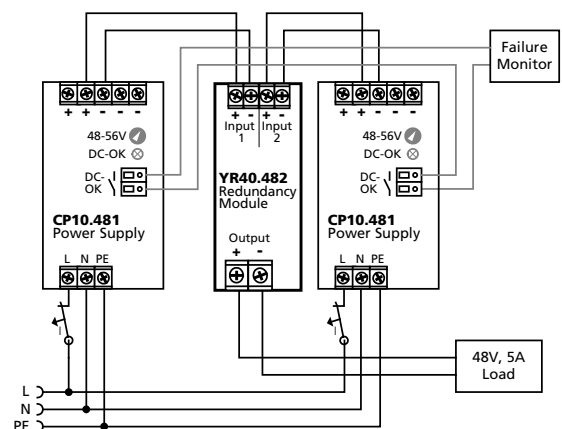 Failure
Monitor
+ + - - -
48-56V
DC-OK
DC-
OK
CP10.481
Power Supply
L N PE
+ - + -
Input Input
1 2
YR40.482
Redundancy
Module
Output
+ -
+ + - - -
48-56V
DC-OK
DC-
OK
CP10.481
Power Supply
L N PE
I
I
48V, 5A
Load
L
N
PE